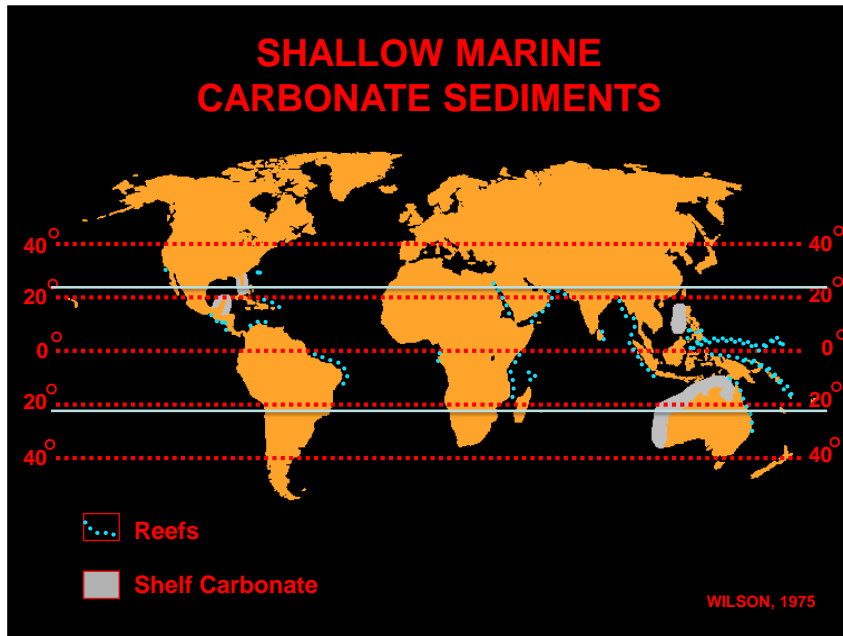 SHALLOW MARINE
CARBONATE SEDIMENTS
40° 40°
20° 20°
0° 0°
20° 20°
40° 40°
Reefs
Shelf Carbonate
WILSON, 1975